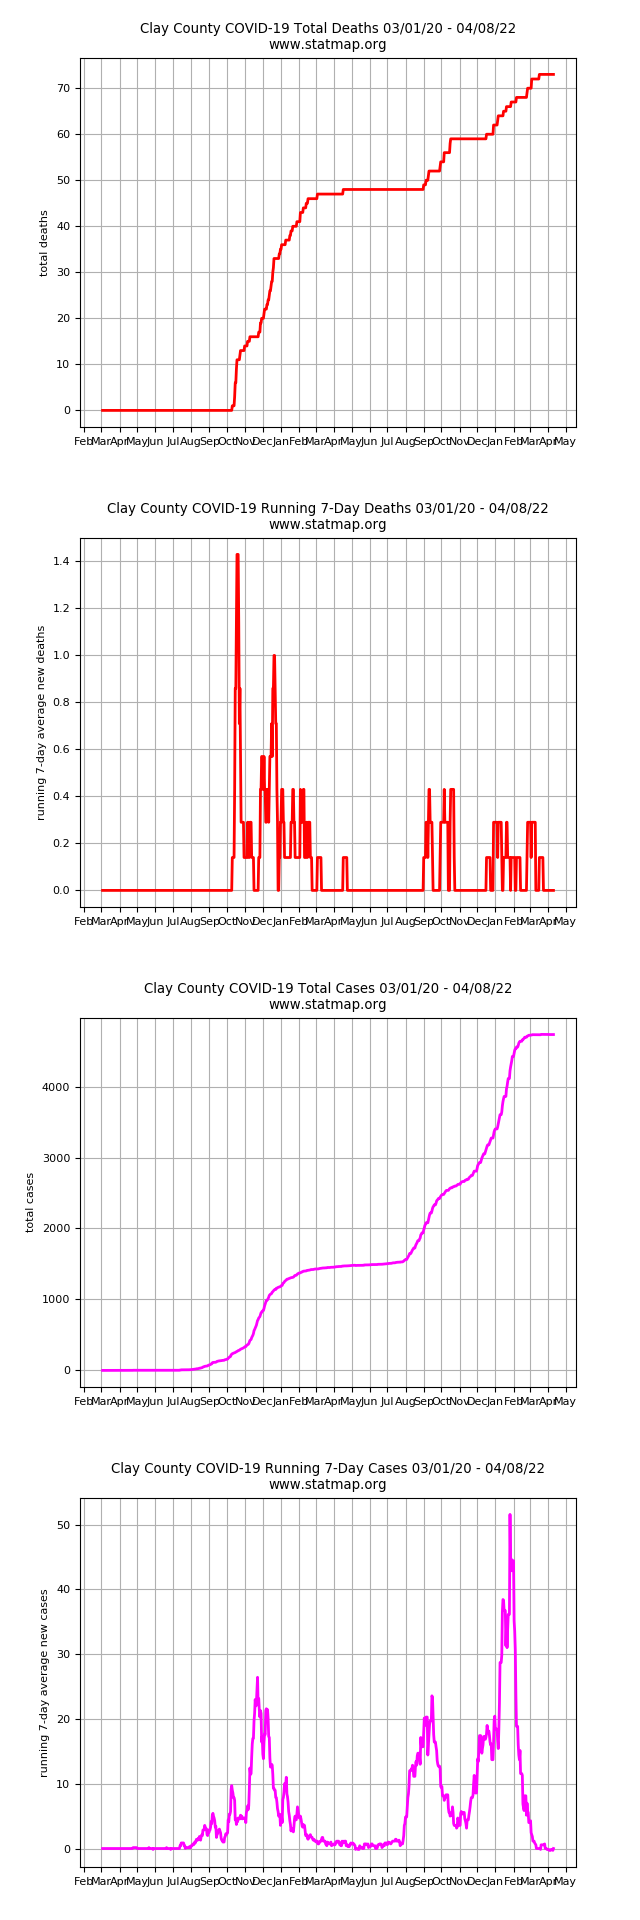 Clay County COVID-19 Total Deaths 03/01/20 - 04/08/22
www.statmap.org
total deaths
70
60
50
40
30
20
10
0
Feb Mar Apr May Jun Jul Aug Sep Oct Nov Dec Jan Feb Mar Apr May Jun Jul Aug Sep Oct Nov Dec Jan Feb Mar Apr May
Clay County COVID-19 Running 7-Day Deaths 03/01/20 - 04/08/22
www.statmap.org
running 7-day average new deaths
1.4
1.2
1.0
0.8
0.6
0.4
0.2
0.0
Feb Mar Apr May Jun Jul Aug Sep Oct Nov Dec Jan Feb Mar Apr May Jun Jul Aug Sep Oct Nov Dec Jan Feb Mar Apr May
Clay County COVID-19 Total Cases 03/01/20 - 04/08/22
www.statmap.org
total cases
4000
3000
2000
1000
0
Feb Mar Apr May Jun Jul Aug Sep Oct Nov Dec Jan Feb Mar Apr May Jun Jul Aug Sep Oct Nov Dec Jan Feb Mar Apr May
Clay County COVID-19 Running 7-Day Cases 03/01/20 - 04/08/22
www.statmap.org
running 7-day average new cases
50
40
30
20
10
0
Feb Mar Apr May Jun Jul Aug Sep Oct Nov Dec Jan Feb Mar Apr May Jun Jul Aug Sep Oct Nov Dec Jan Feb Mar Apr May